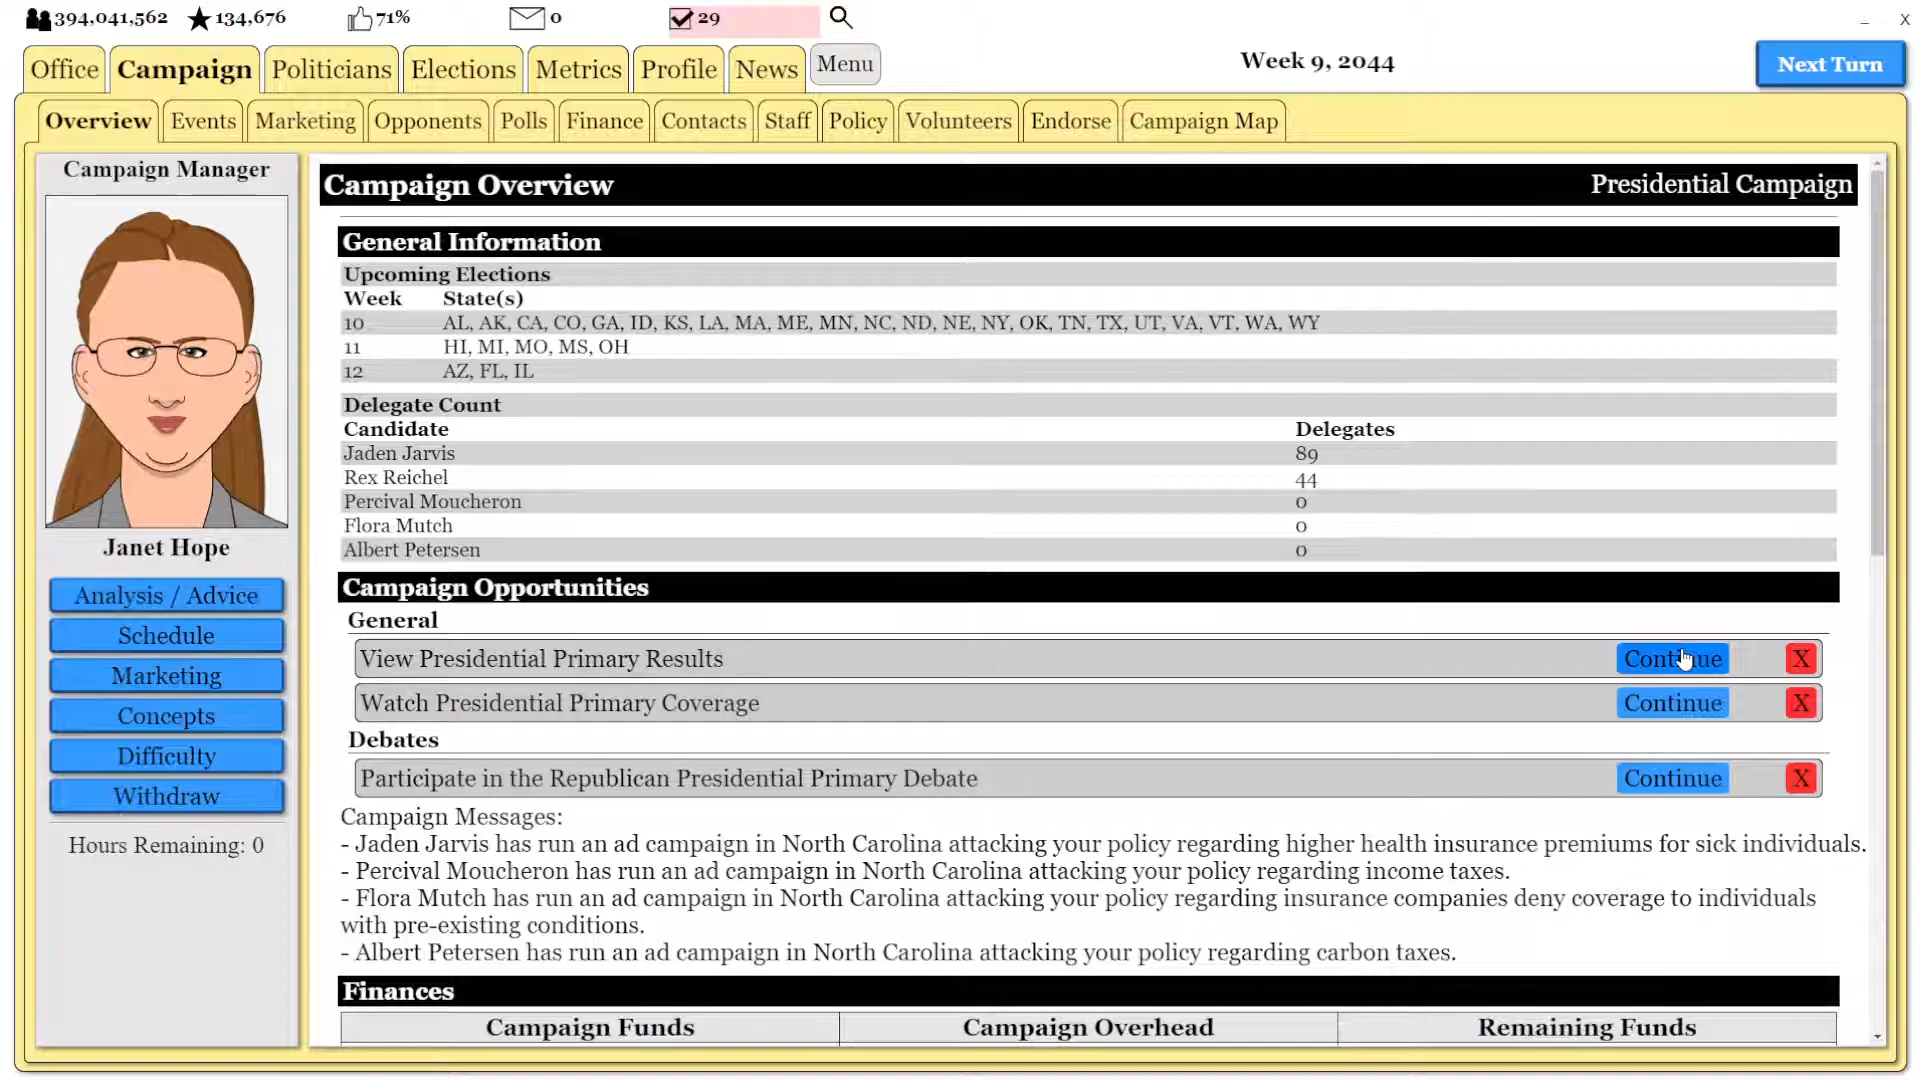 394,041,562 134,676 71% 0 29
_ X
Office Campaign Politicians Elections Metrics Profile News Menu Week 9, 2044 Next Turn
Overview Events Marketing Opponents Polls Finance Contacts Staff Policy Volunteers Endorse Campaign Map
Campaign Manager
Janet Hope
Analysis / Advice
Schedule
Marketing
Concepts
Difficulty
Withdraw
Hours Remaining: 0
Campaign Overview Presidential Campaign
General Information
Upcoming Elections
Week State(s)
10 AL, AK, CA, CO, GA, ID, KS, LA, MA, ME, MN, NC, ND, NE, NY, OK, TN, TX, UT, VA, VT, WA, WY
11 HI, MI, MO, MS, OH
12 AZ, FL, IL
Delegate Count
Candidate Delegates
Jaden Jarvis 89
Rex Reichel 44
Percival Moucheron 0
Flora Mutch 0
Albert Petersen 0
Campaign Opportunities
General
View Presidential Primary Results Continue X
Watch Presidential Primary Coverage Continue X
Debates
Participate in the Republican Presidential Primary Debate Continue X
Campaign Messages:
- Jaden Jarvis has run an ad campaign in North Carolina attacking your policy regarding higher health insurance premiums for sick individuals.
- Percival Moucheron has run an ad campaign in North Carolina attacking your policy regarding income taxes.
- Flora Mutch has run an ad campaign in North Carolina attacking your policy regarding insurance companies deny coverage to individuals
with pre-existing conditions.
- Albert Petersen has run an ad campaign in North Carolina attacking your policy regarding carbon taxes.
Finances
Campaign Funds Campaign Overhead Remaining Funds